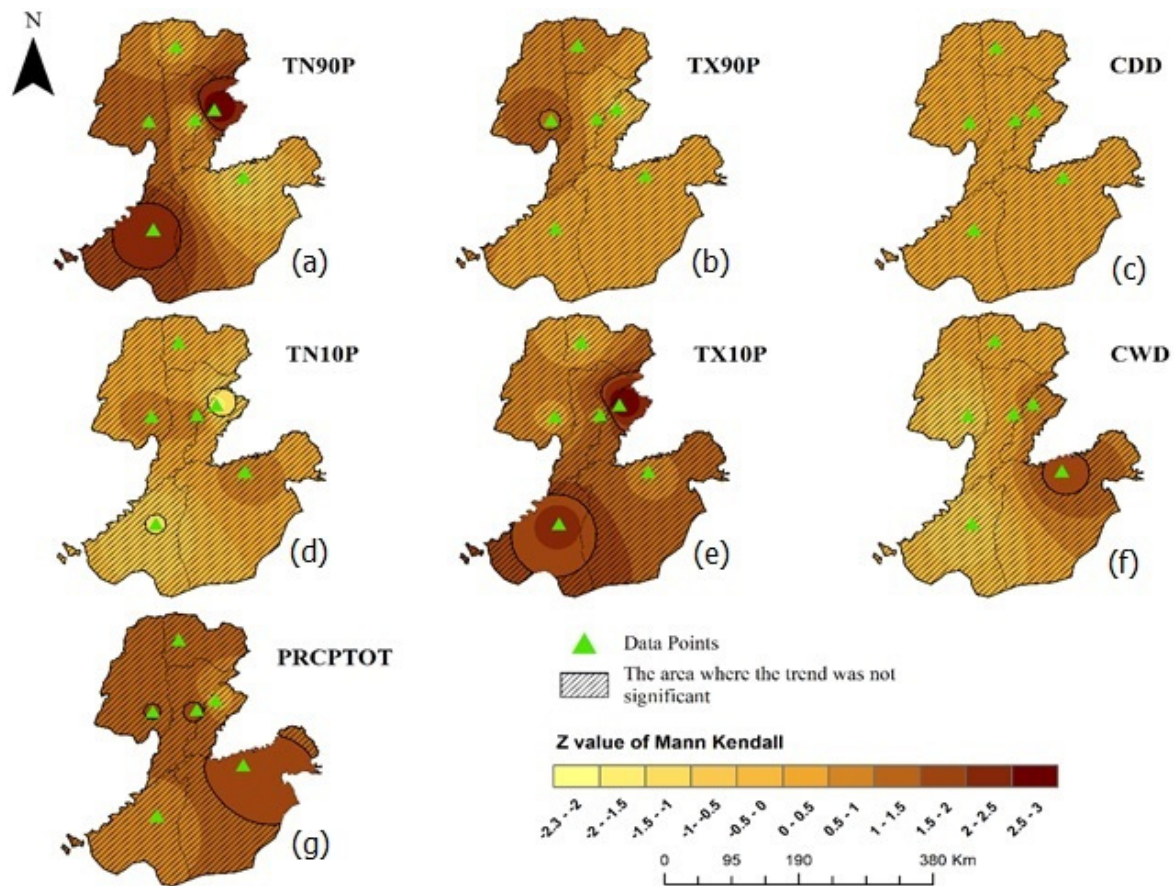 N
TN90P
TX90P
CDD
(a)
(b)
(c)
TN10P
TX10P
CWD
(d)
(e)
(f)
PRCPTOT
(g)
Data Points
The area where the trend was not
significant
Z value of Mann Kendall
-2.3 - -2
-2 - -1.5
-1.5 - -1
-1 - -0.5
-0.5 - 0
0 - 0.5
0.5 - 1
1 - 1.5
1.5 - 2
2 - 2.5
2.5 - 3
0 95 190 380 Km